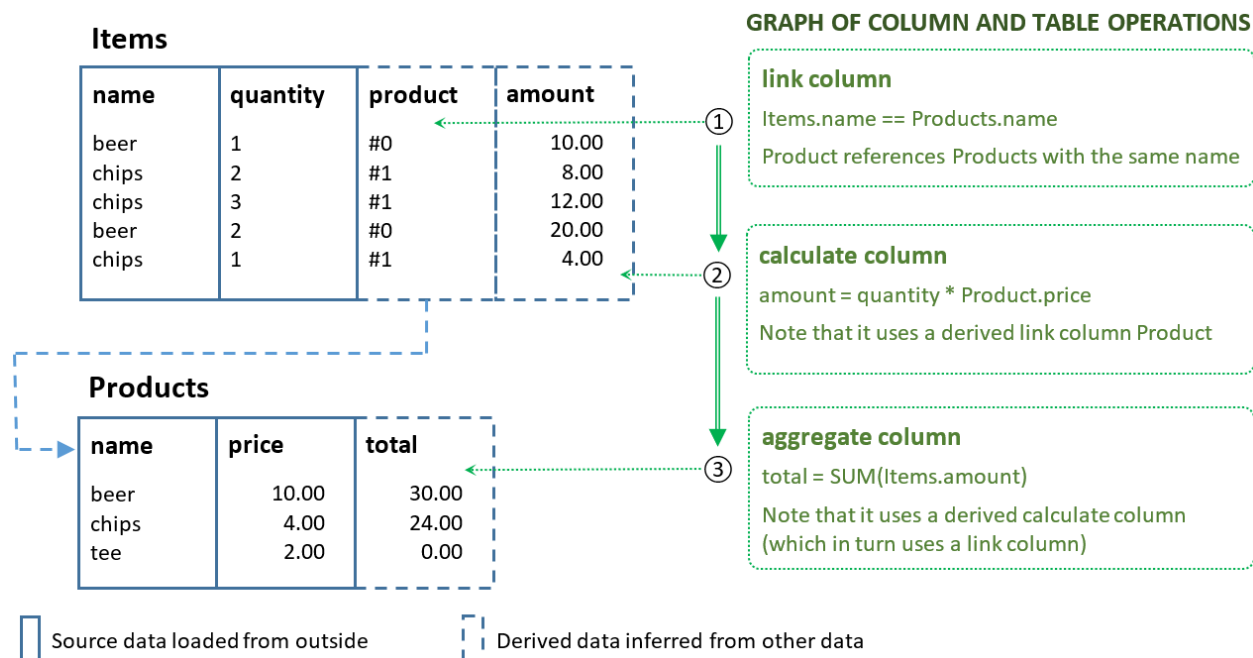 Items
name quantity product amount
beer 1 #0 10.00
chips 2 #1 8.00
chips 3 #1 12.00
beer 2 #0 20.00
chips 1 #1 4.00
Products
name price total
beer 10.00 30.00
chips 4.00 24.00
tee 2.00 0.00
Source data loaded from outside
Derived data inferred from other data
GRAPH OF COLUMN AND TABLE OPERATIONS
1
link column
Items.name == Products.name
Product references Products with the same name
2
calculate column
amount = quantity * Product.price
Note that it uses a derived link column Product
3
aggregate column
total = SUM(Items.amount)
Note that it uses a derived calculate column
(which in turn uses a link column)